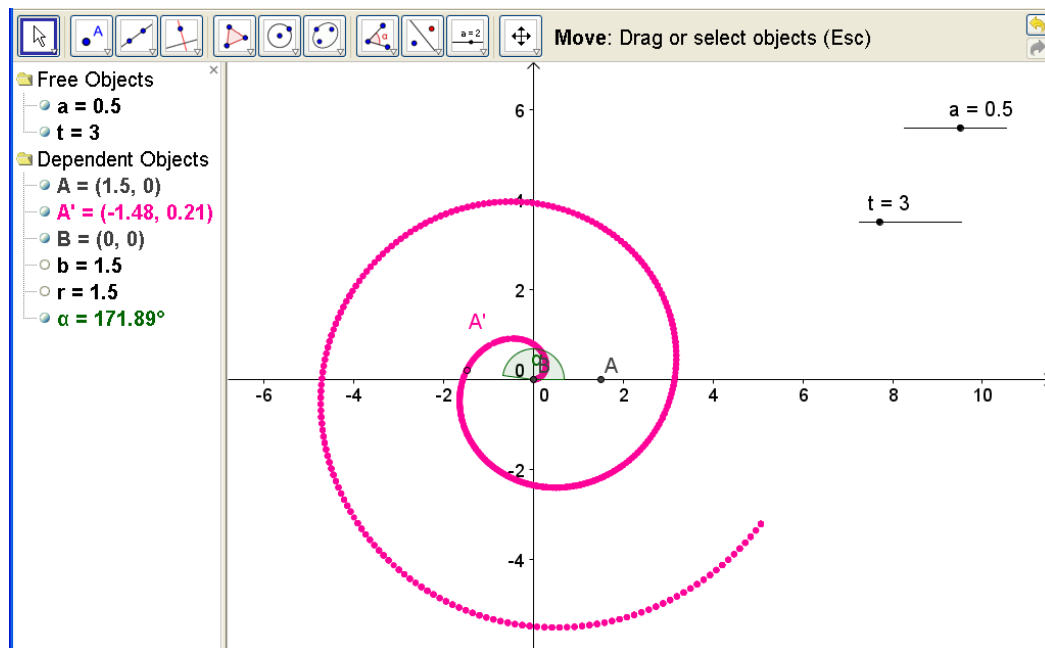 A
α
a = 2
Move: Drag or select objects (Esc)
Free Objects
a = 0.5
t = 3
Dependent Objects
A = (1.5, 0)
A' = (-1.48, 0.21)
B = (0, 0)
b = 1.5
r = 1.5
α = 171.89°
a = 0.5
t = 3
6
4
2
0
-2
-4
-6
-4
-2
0
2
4
6
8
10
A'
α
B
A